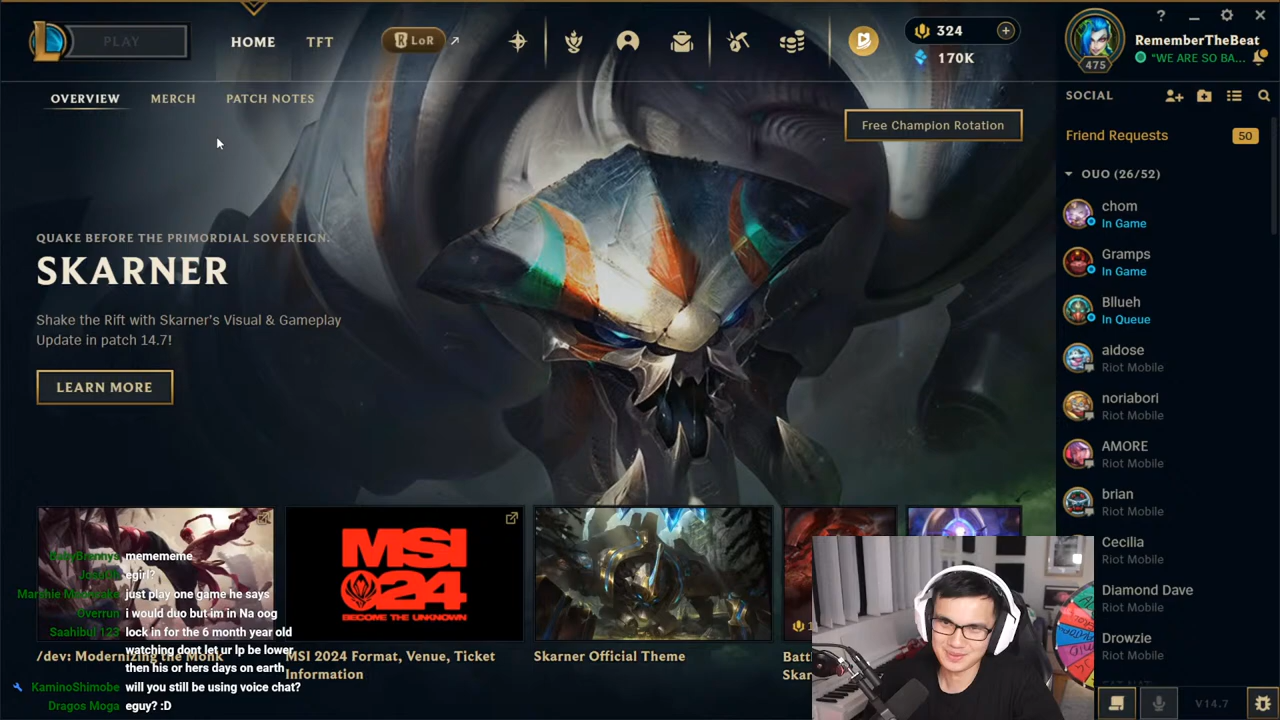 PLAY
HOME
TFT
LoR
324
170K
475
RememberTheBeat
"WE ARE SO BA...
OVERVIEW
MERCH
PATCH NOTES
Free Champion Rotation
SOCIAL
Friend Requests
50
OUO (26/52)
QUAKE BEFORE THE PRIMORDIAL SOVEREIGN.
SKARNER
Shake the Rift with Skarner's Visual & Gameplay
Update in patch 14.7!
LEARN MORE
chom
In Game
Gramps
In Game
Bllueh
In Queue
aldose
Riot Mobile
noriabori
Riot Mobile
AMORE
Riot Mobile
brian
Riot Mobile
Cecilia
Riot Mobile
Diamond Dave
Riot Mobile
Drowzie
Riot Mobile
V14.7
MSI
024
BECOME THE UNKNOWN
/dev: Modernizing the Monk
MSI 2024 Format, Venue, Ticket
Information
Skarner Official Theme
memememe
egirl?
just play one game he says
Overrun i would duo but im in Na oog
Saahibul 123 lock in for the 6 month year old
watching dont let ur lp be lower
then his or hers days on earth
KaminoShimobe will you still be using voice chat?
Dragos Moga eguy? :D